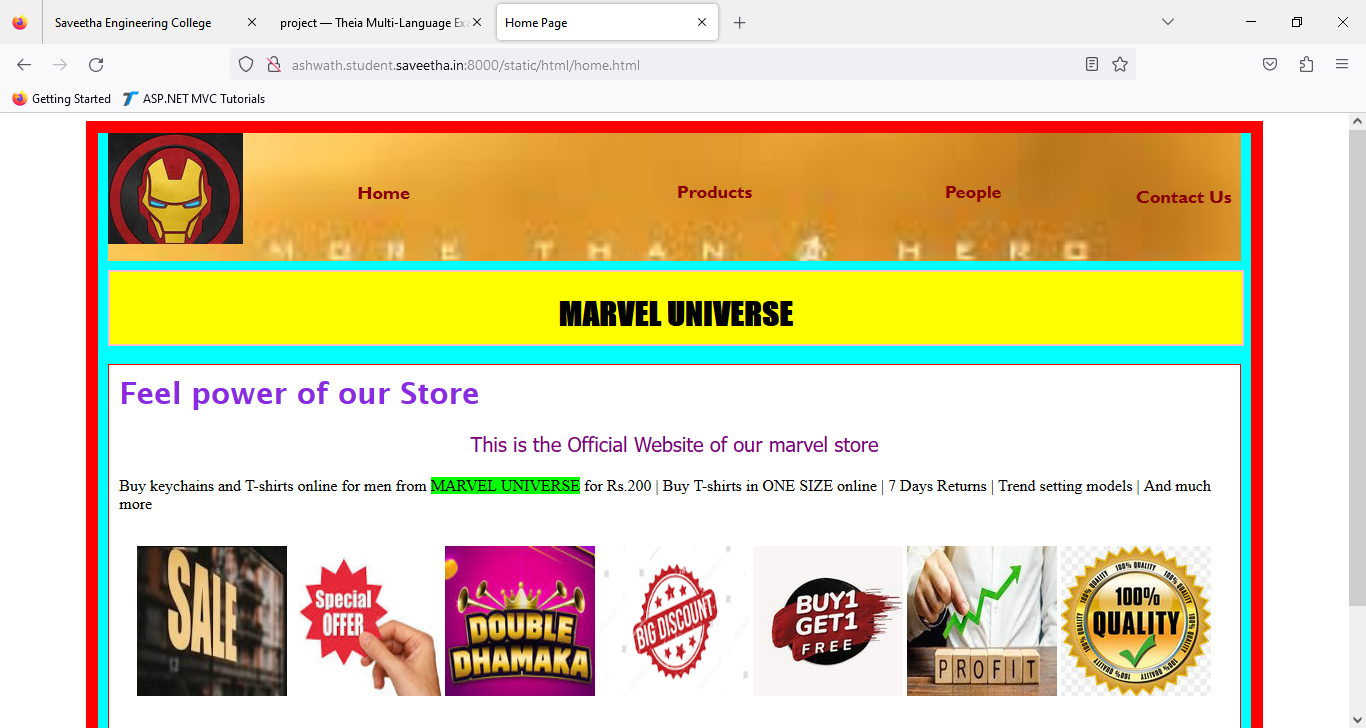 Saveetha Engineering College
project — Theia Multi-Language Exa
Home Page
ashwath.student.saveetha.in:8000/static/html/home.html
Getting Started
ASP.NET MVC Tutorials
Home
Products
People
Contact Us
MORE THAN A HERO
MARVEL UNIVERSE
Feel power of our Store
This is the Official Website of our marvel store
Buy keychains and T-shirts online for men from MARVEL UNIVERSE for Rs.200 | Buy T-shirts in ONE SIZE online | 7 Days Returns | Trend setting models | And much
more
SALE
Special
OFFER
DOUBLE
DHAMAKA
BIG DISCOUNT
BUY1
GET1
FREE
PROFIT
100% QUALITY
100%
QUALITY